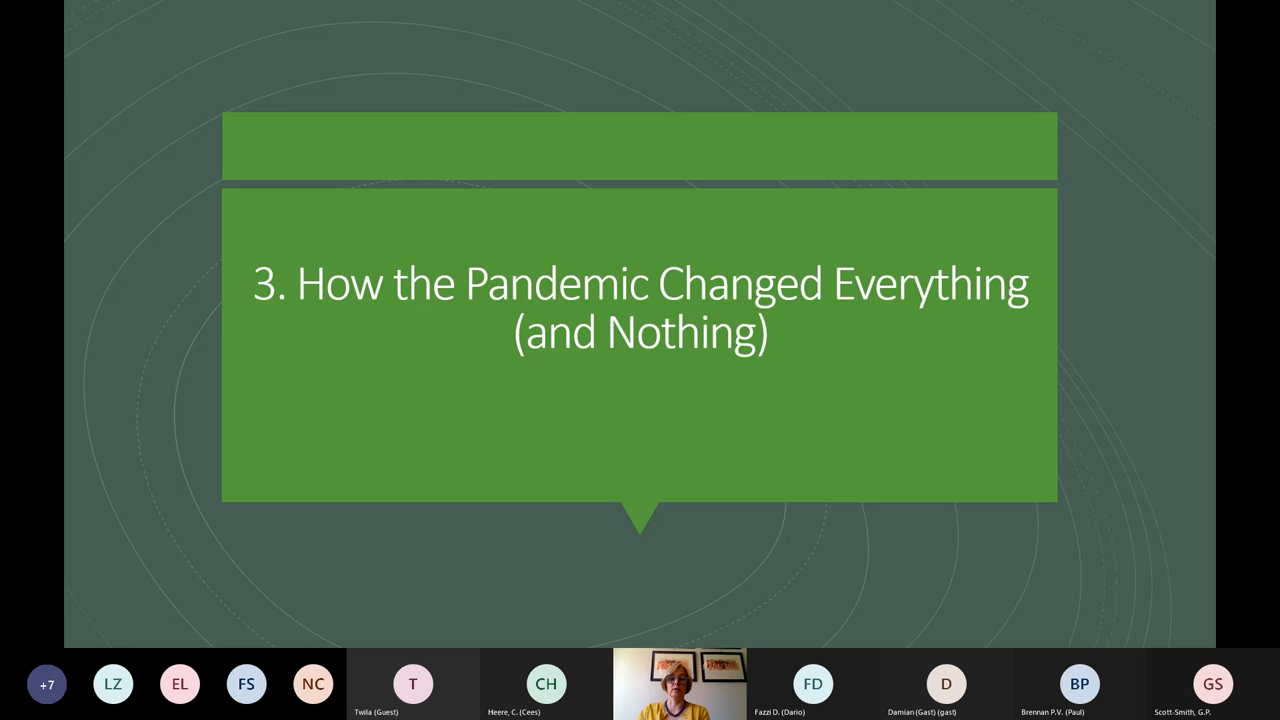 3. How the Pandemic Changed Everything
(and Nothing)
+7
LZ
EL
FS
NC
T
Twila (Guest)
CH
Heere, C. (Cees)
FD
Fazzi D. (Dario)
D
Damian (Gast) (gast)
BP
Brennan P.V. (Paul)
GS
Scott-Smith, G.P.